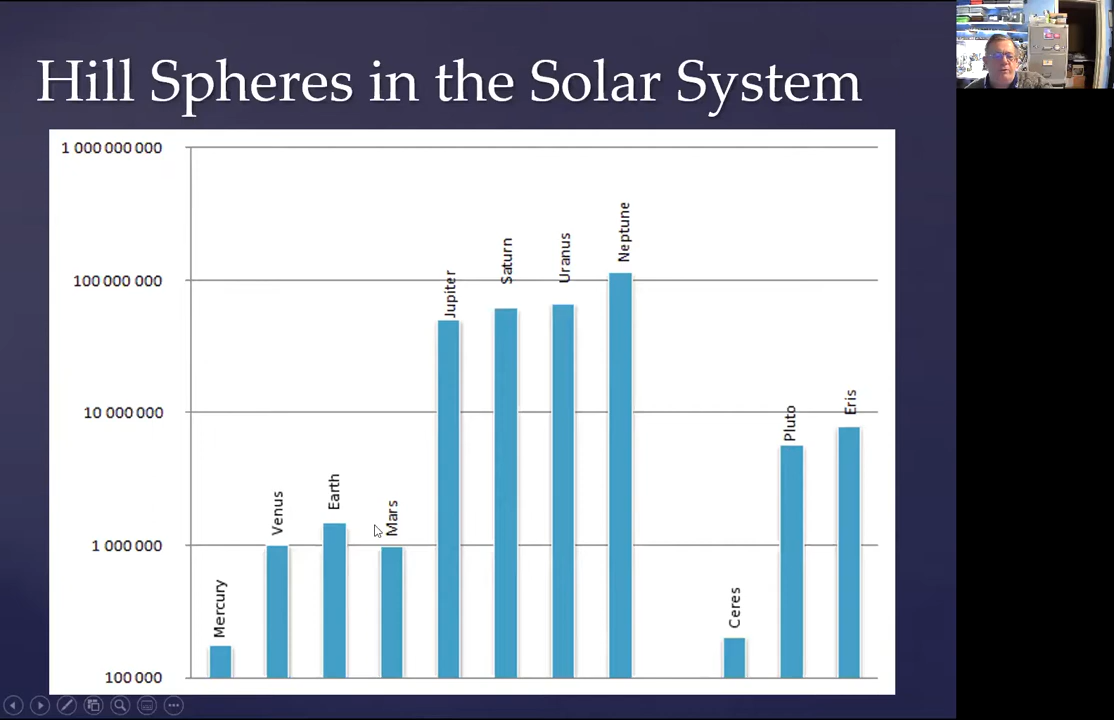 Hill Spheres in the Solar System
1 000 000 000
100 000 000
10 000 000
1 000 000
100 000
Mercury
Venus
Earth
Mars
Jupiter
Saturn
Uranus
Neptune
Ceres
Pluto
Eris